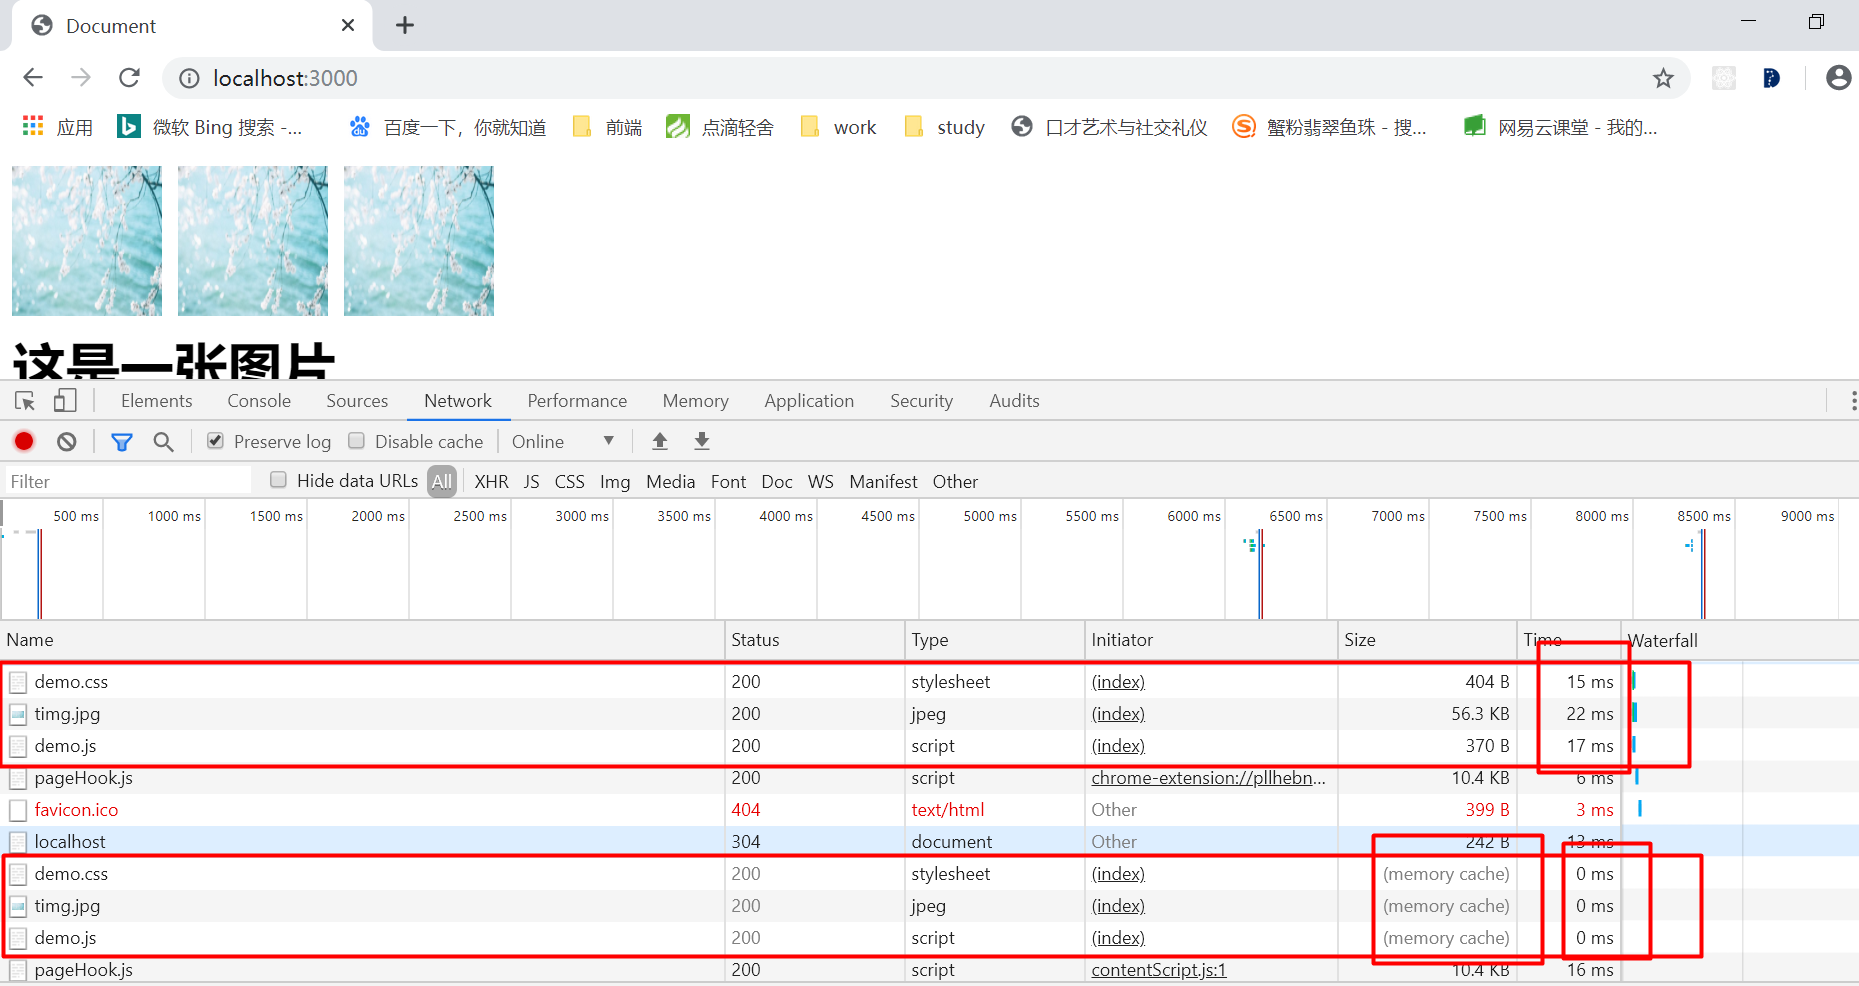 Document
localhost:3000
应用 微软 Bing 搜索 -... 百度一下，你就知道 前端 点滴轻舍 work study 口才艺术与社交礼仪 蟹粉翡翠鱼珠 - 搜... 网易云课堂 - 我的...
这是一张图片
Elements Console Sources Network Performance Memory Application Security Audits
Preserve log Disable cache Online
Filter Hide data URLs All XHR JS CSS Img Media Font Doc WS Manifest Other
500 ms 1000 ms 1500 ms 2000 ms 2500 ms 3000 ms 3500 ms 4000 ms 4500 ms 5000 ms 5500 ms 6000 ms 6500 ms 7000 ms 7500 ms 8000 ms 8500 ms 9000 ms
Name Status Type Initiator Size Time Waterfall
demo.css 200 stylesheet (index) 404 B 15 ms
timg.jpg 200 jpeg (index) 56.3 KB 22 ms
demo.js 200 script (index) 370 B 17 ms
pageHook.js 200 script chrome-extension://pllhebn... 10.4 KB 6 ms
favicon.ico 404 text/html Other 399 B 3 ms
localhost 304 document Other 242 B 13 ms
demo.css 200 stylesheet (index) (memory cache) 0 ms
timg.jpg 200 jpeg (index) (memory cache) 0 ms
demo.js 200 script (index) (memory cache) 0 ms
pageHook.js 200 script contentScript.js:1 10.4 KB 16 ms